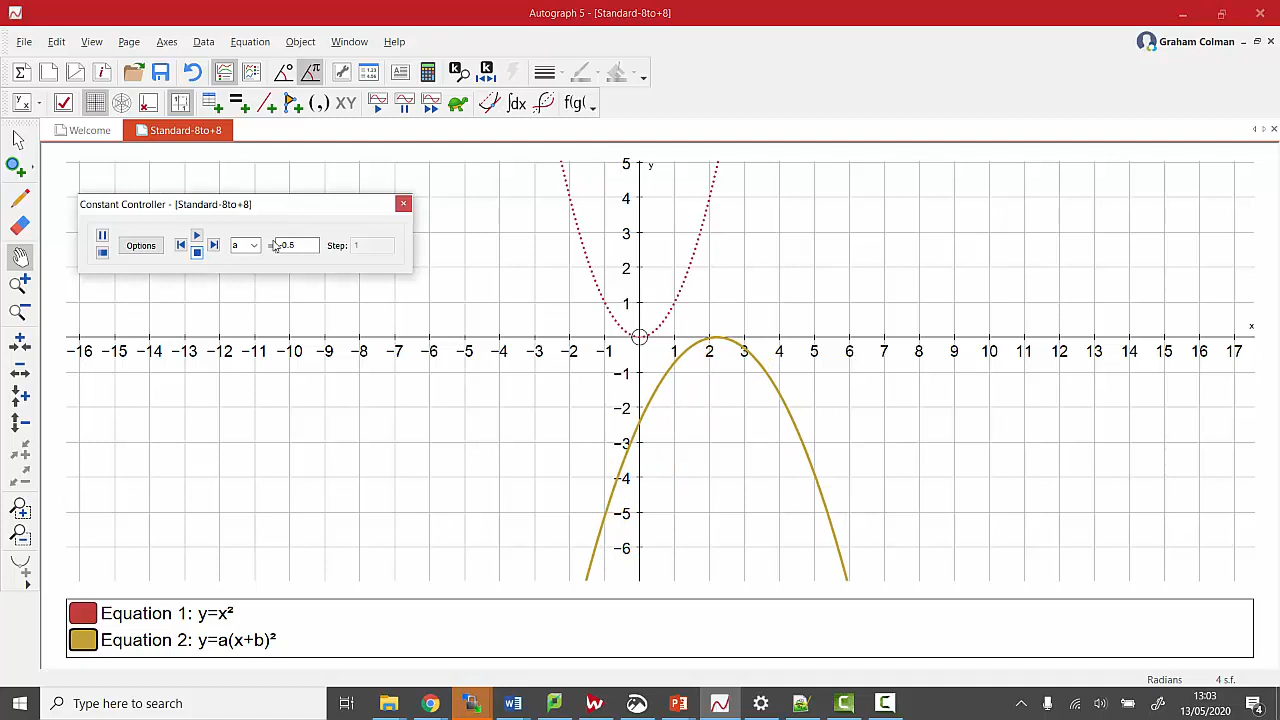 Autograph 5 - [Standard-8to+8]
File Edit View Page Axes Data Equation Object Window Help
Graham Colman
XY
∫dx
f(g(
Welcome
Standard-8to+8
Constant Controller - [Standard-8to+8]
Options
a
Step: 1
y
5
4
3
2
1
x
−16 −15 −14 −13 −12 −11 −10 −9 −8 −7 −6 −5 −4 −3 −2 −1 1 2 3 4 5 6 7 8 9 10 11 12 13 14 15 16 17
−1
−2
−3
−4
−5
−6
Equation 1: y=x²
Equation 2: y=a(x+b)²
Radians 4 s.f.
Type here to search
13:03
13/05/2020